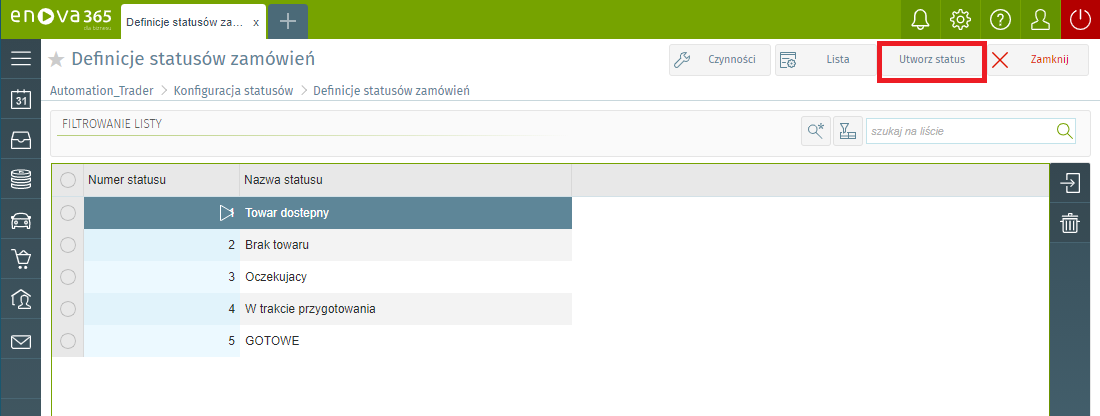 enova365
dla biznesu
Definicje statusów za... x
Definicje statusów zamówień
Czynności
Lista
Utworz status
Zamknij
Automation_Trader > Konfiguracja statusów > Definicje statusów zamówień
FILTROWANIE LISTY
szukaj na liście
31
Numer statusu Nazwa statusu
Towar dostepny
2 Brak towaru
3 Oczekujacy
4 W trakcie przygotowania
5 GOTOWE